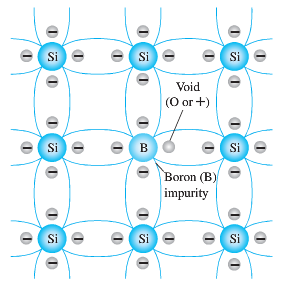 Si Si Si
Void
(O or +)
Si B Si
Boron (B)
impurity
Si Si Si